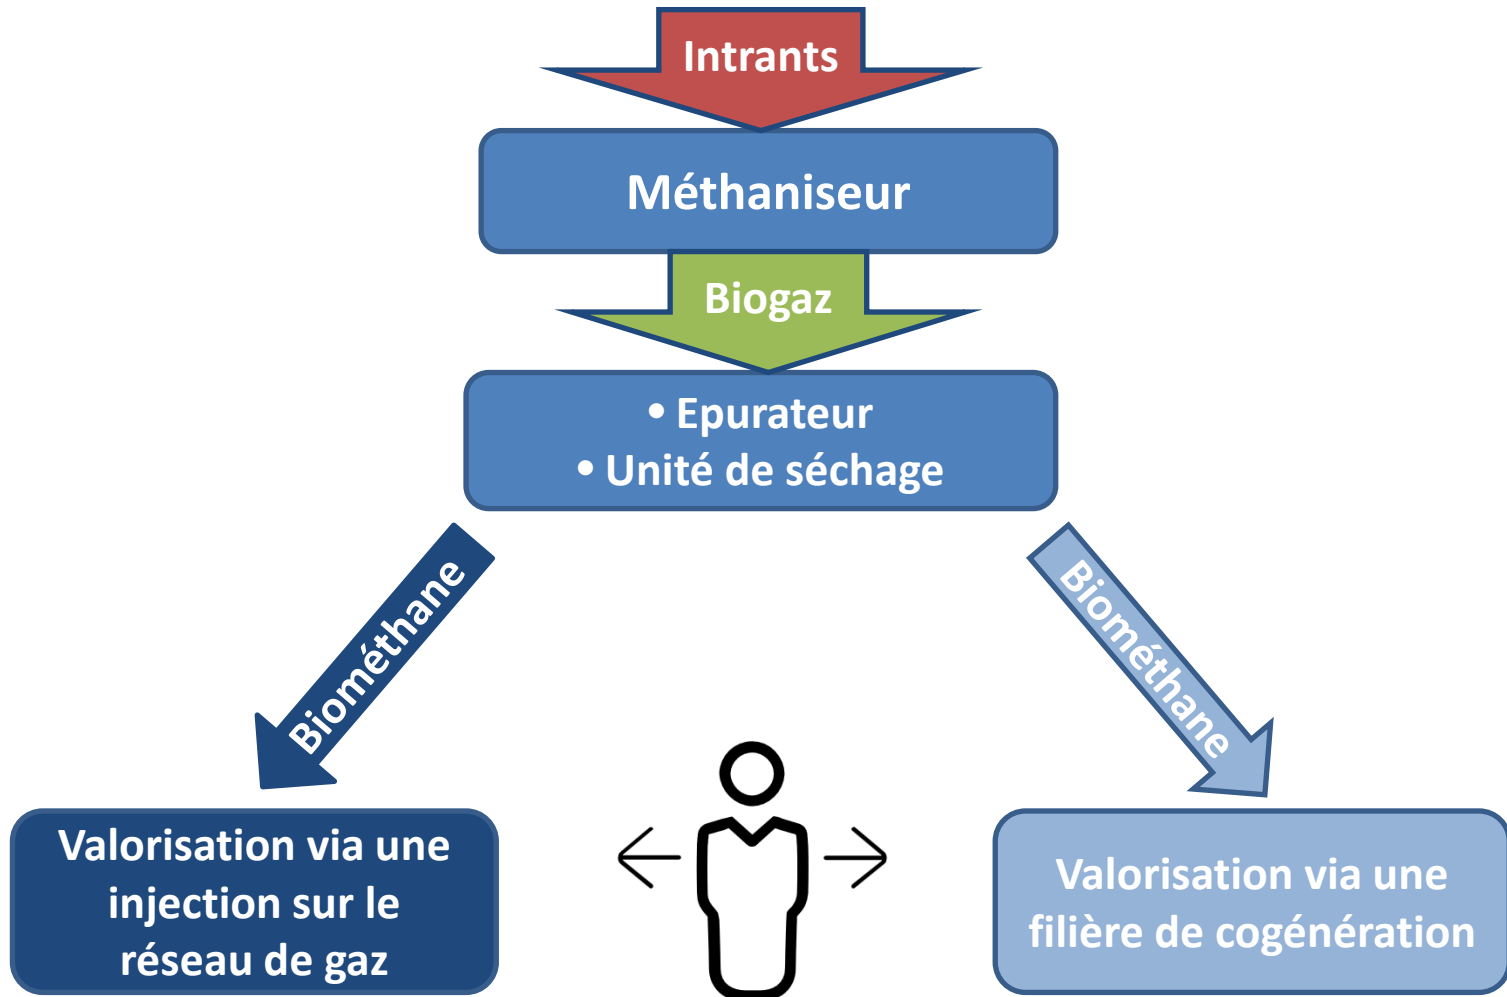 Intrants
Méthaniseur
Biogaz
• Epurateur
• Unité de séchage
Biométhane
Biométhane
Valorisation via une
injection sur le
réseau de gaz
Valorisation via une
filière de cogénération